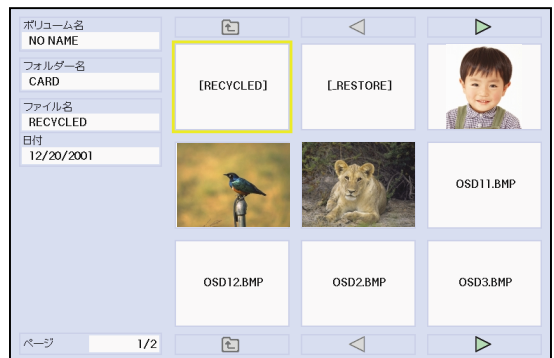 ボリューム名
NO NAME
フォルダー名
CARD
ファイル名
RECYCLED
日付
12/20/2001
[RECYCLED]
[_RESTORE]
OSD11.BMP
OSD12.BMP
OSD2.BMP
OSD3.BMP
ページ 1/2